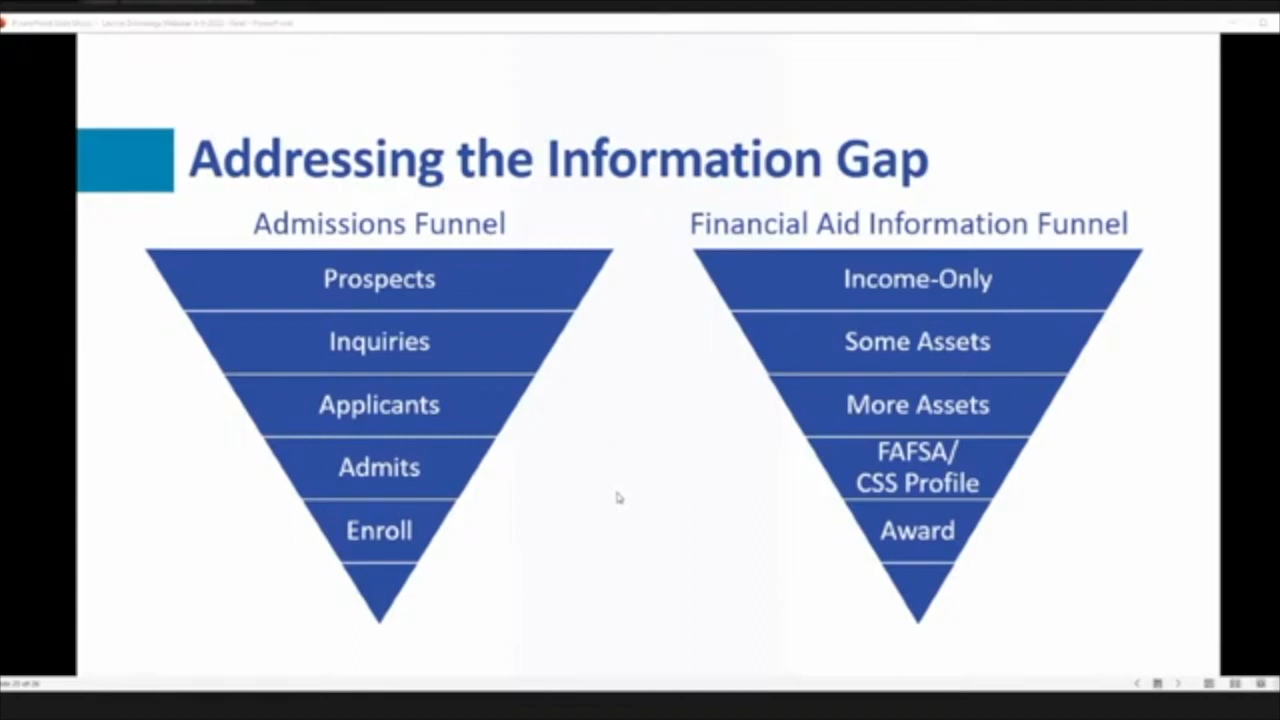 Addressing the Information Gap
Admissions Funnel
Prospects
Inquiries
Applicants
Admits
Enroll
Financial Aid Information Funnel
Income-Only
Some Assets
More Assets
FAFSA/
CSS Profile
Award